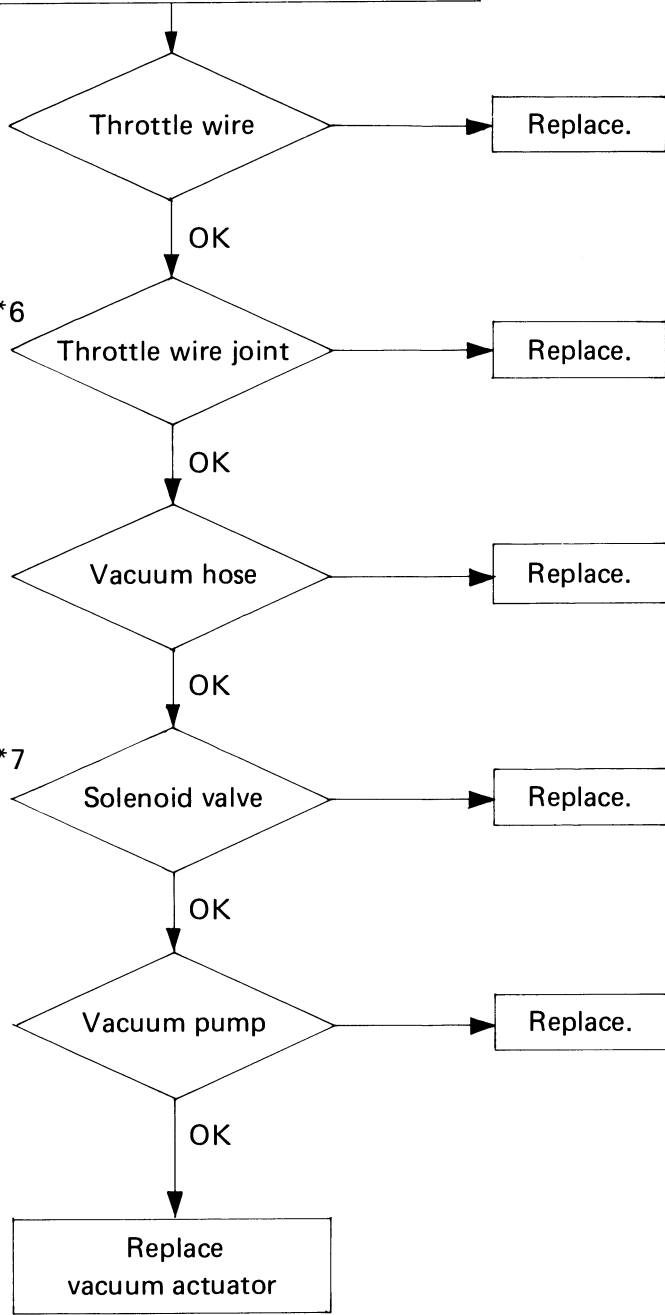 Throttle wire
Replace.
OK
*6
Throttle wire joint
Replace.
OK
Vacuum hose
Replace.
OK
*7
Solenoid valve
Replace.
OK
Vacuum pump
Replace.
OK
Replace
vacuum actuator